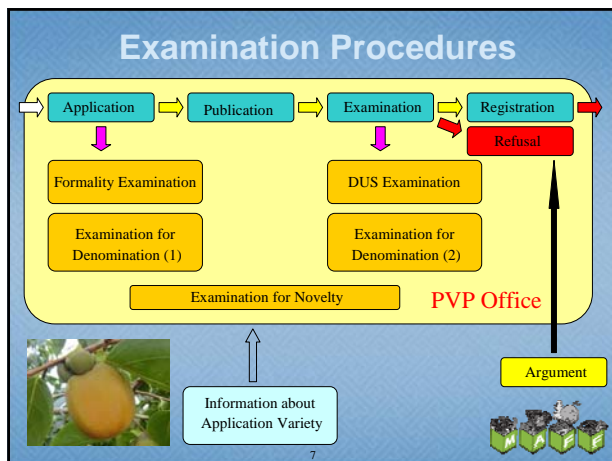 Examination Procedures
Application
Publication
Examination
Registration
Refusal
Formality Examination
DUS Examination
Examination for
Denomination (1)
Examination for
Denomination (2)
Examination for Novelty
PVP Office
Argument
Information about
Application Variety
MAFF
7